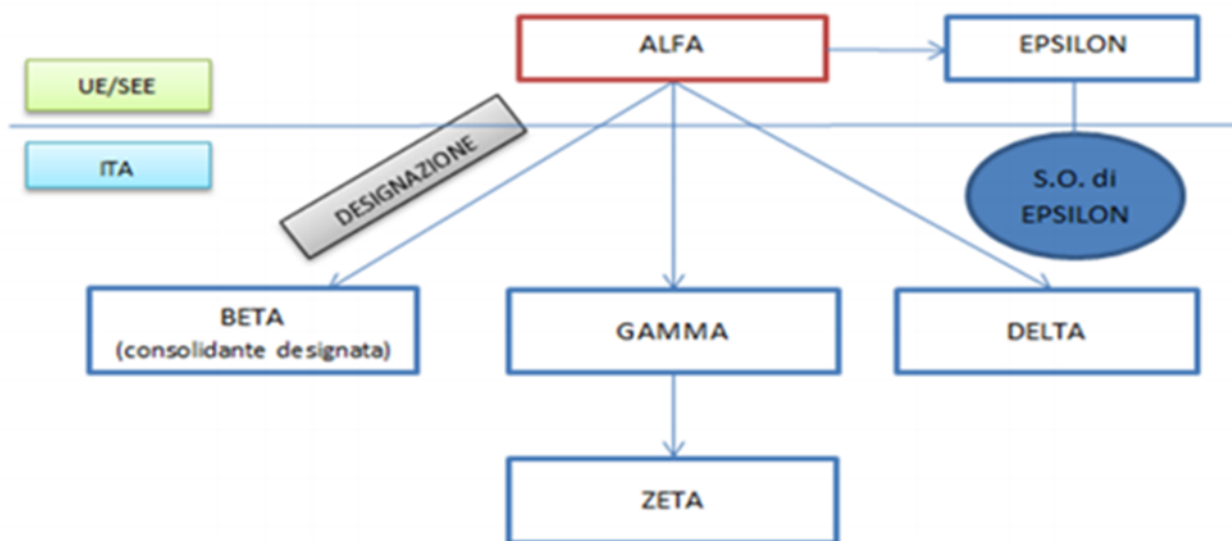 ALFA
EPSILON
UE/SEE
DESIGNAZIONE
ITA
S.O. di
EPSILON
BETA
(consolidante designata)
GAMMA
DELTA
ZETA